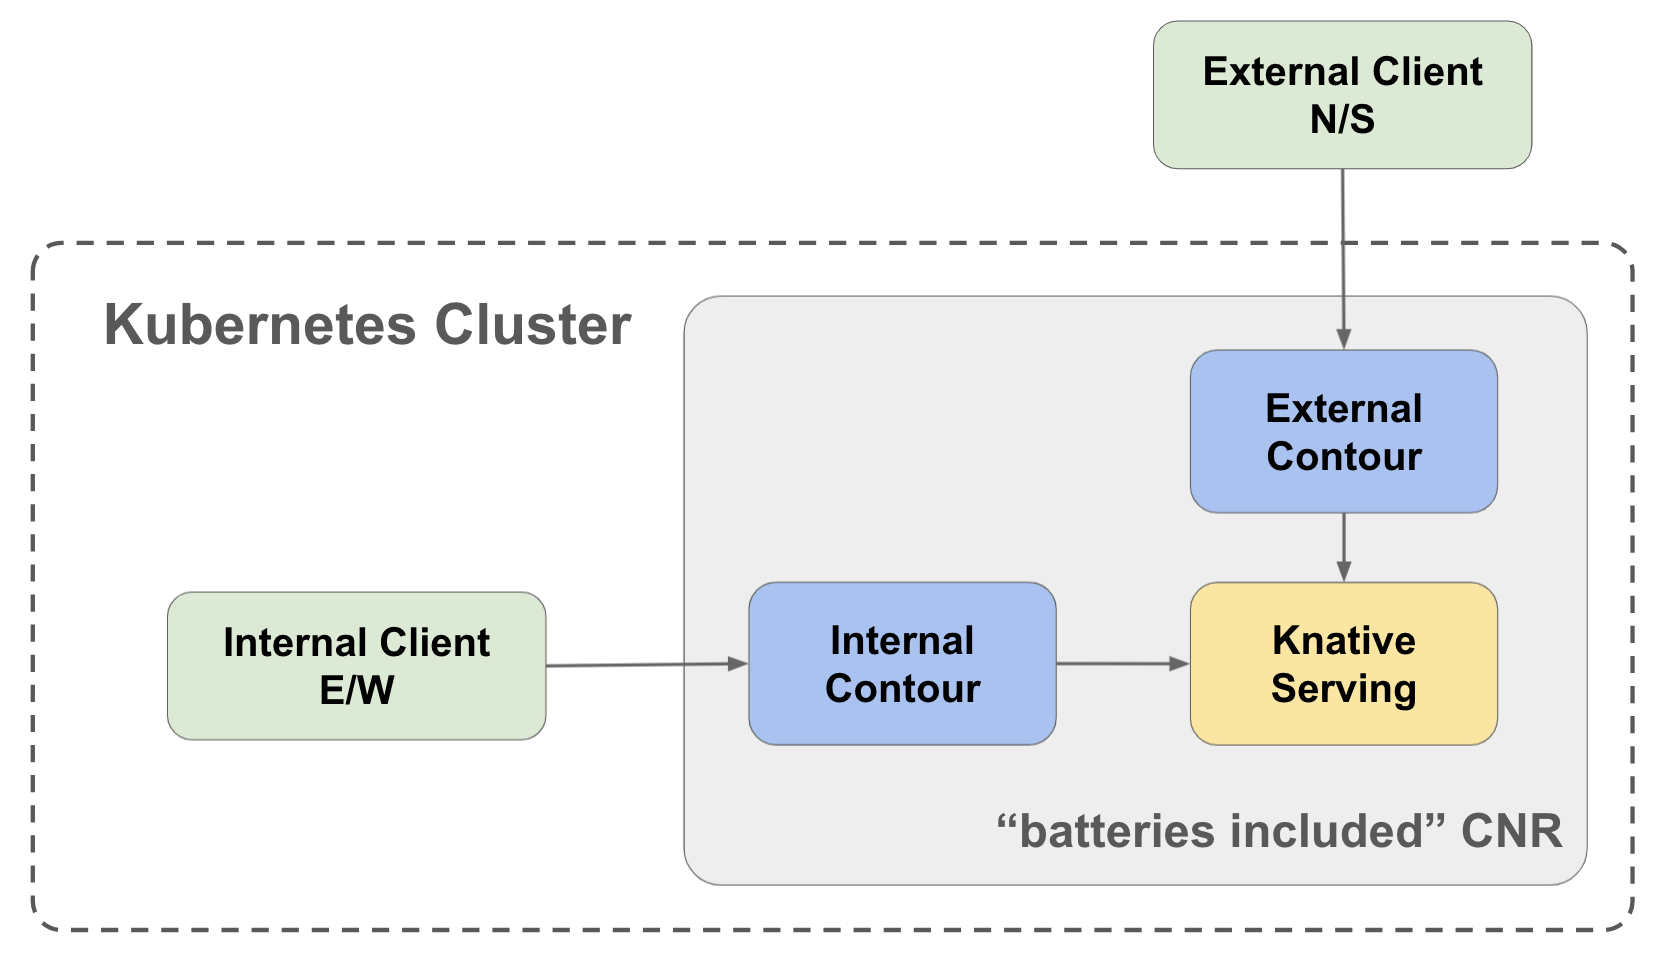 External Client
N/S
Kubernetes Cluster
External
Contour
Internal Client
E/W
Internal
Contour
Knative
Serving
“batteries included” CNR